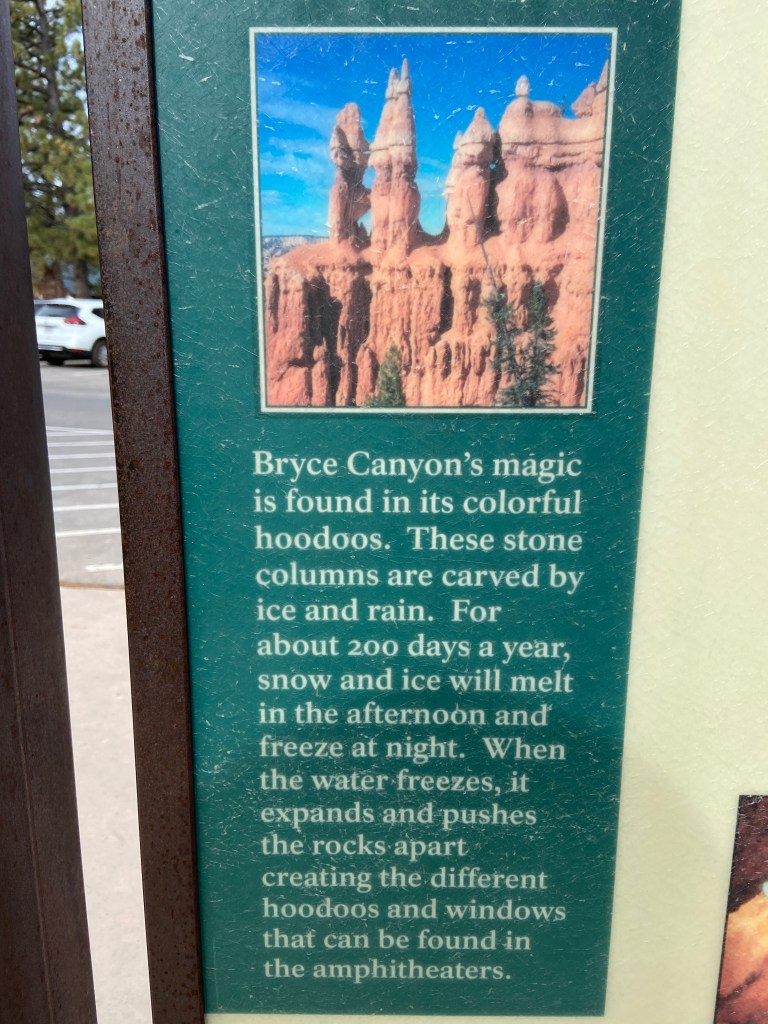 Bryce Canyon's magic
is found in its colorful
hoodoos. These stone
columns are carved by
ice and rain. For
about 200 days a year,
snow and ice will melt
in the afternoon and
freeze at night. When
the water freezes, it
expands and pushes
the rocks apart
creating the different
hoodoos and windows
that can be found in
the amphitheaters.